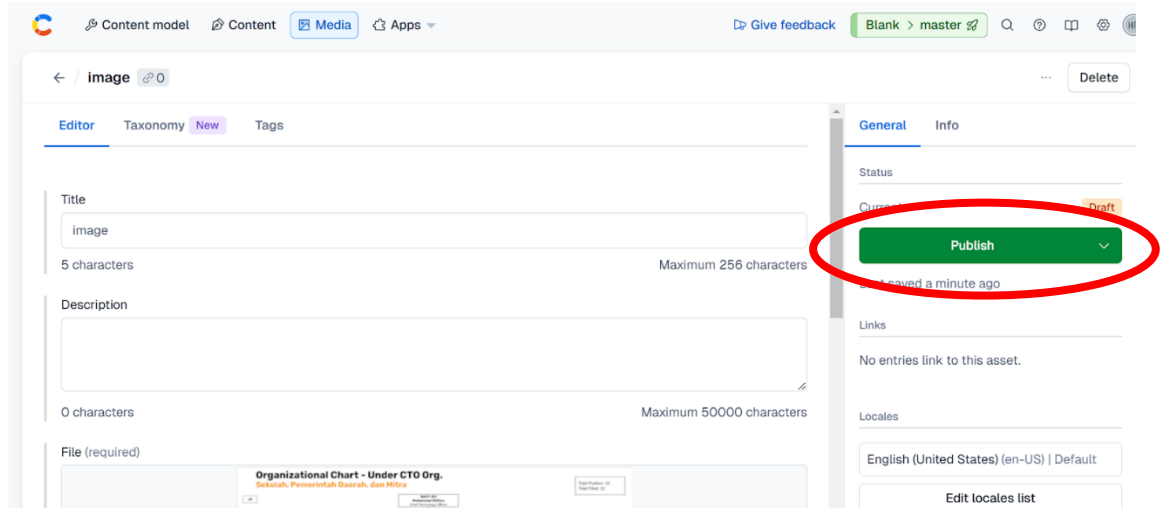 Content model Content Media Apps Give feedback Blank > master
image 0 ... Delete
Editor Taxonomy New Tags
General Info
Title
image
5 characters Maximum 256 characters
Description
0 characters Maximum 50000 characters
File (required)
Organizational Chart - Under CTO Org.
Sekolah, Pemerintah Daerah, dan Mitra
Status
Draft
Publish
saved a minute ago
Links
No entries link to this asset.
Locales
English (United States) (en-US) | Default
Edit locales list